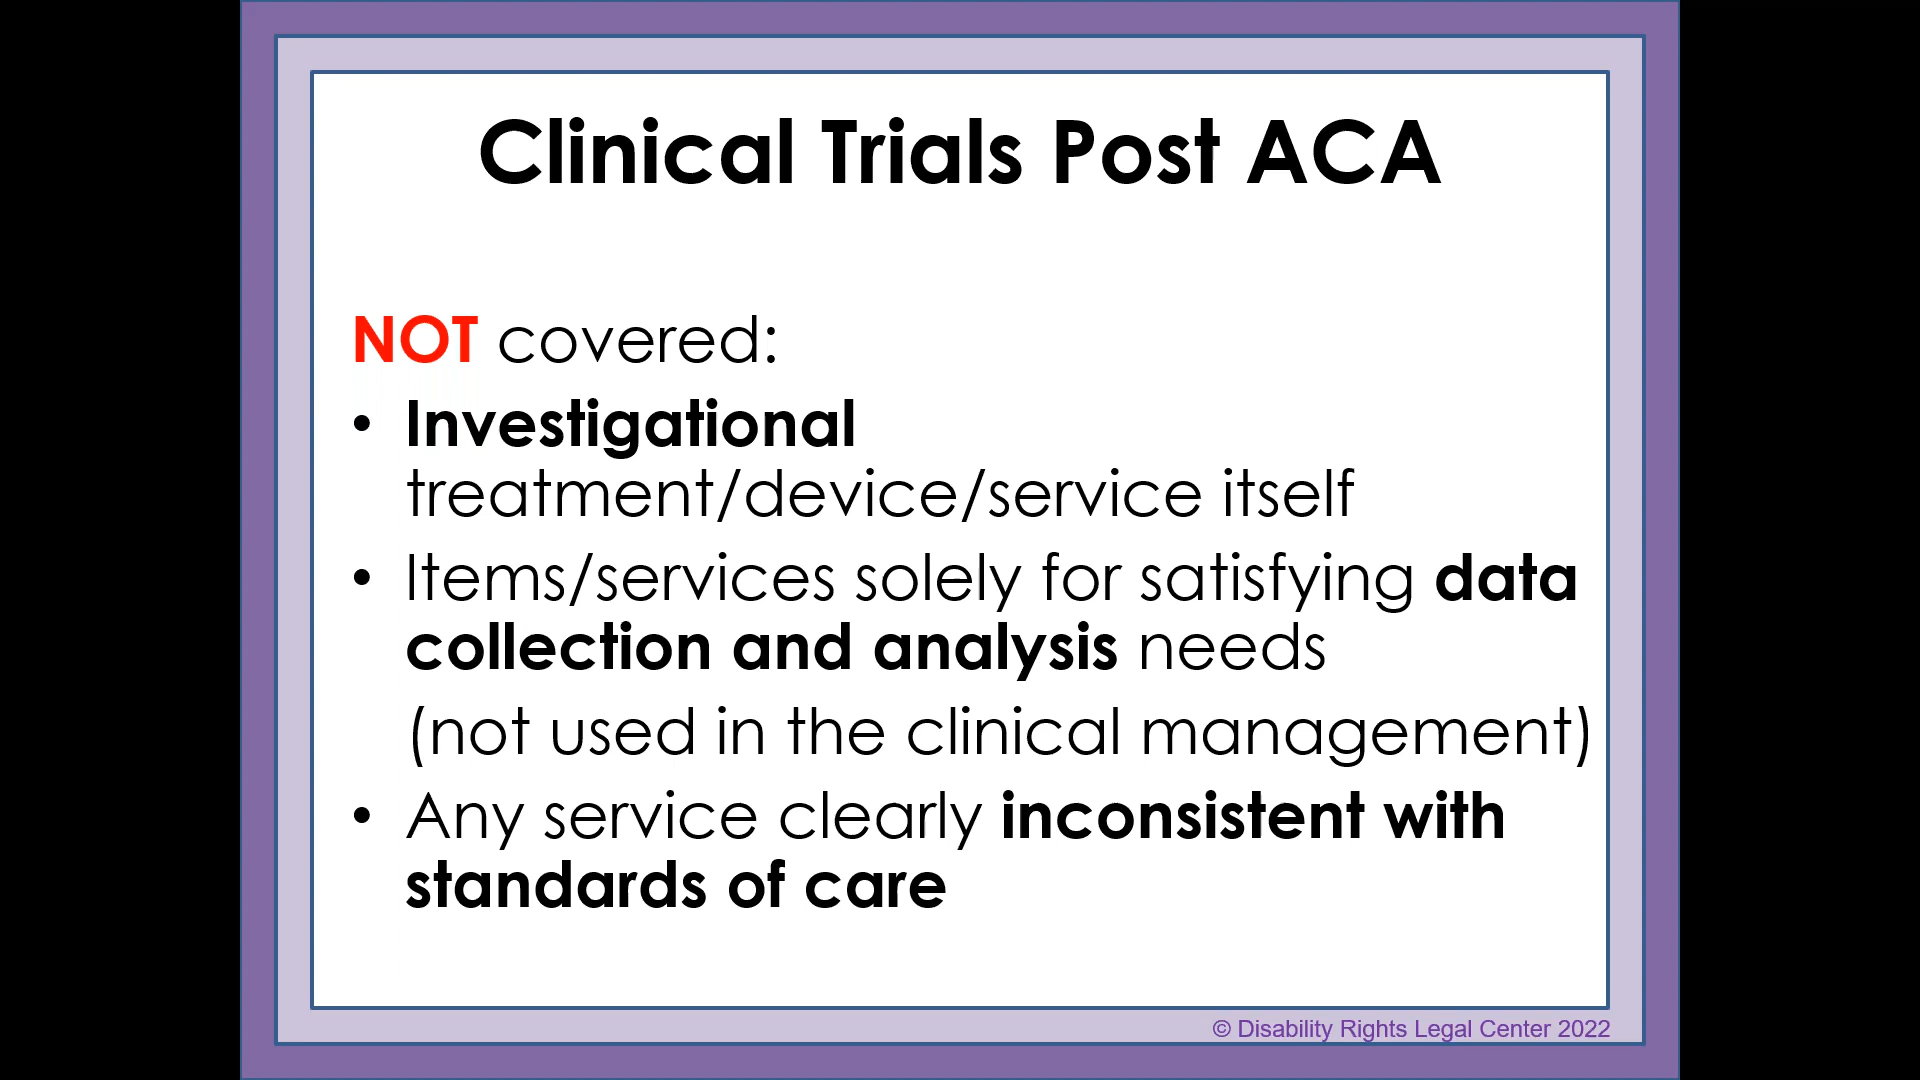 Clinical Trials Post ACA
NOT covered:
• Investigational
treatment/device/service itself
• Items/services solely for satisfying data
collection and analysis needs
(not used in the clinical management)
• Any service clearly inconsistent with
standards of care
© Disability Rights Legal Center 2022